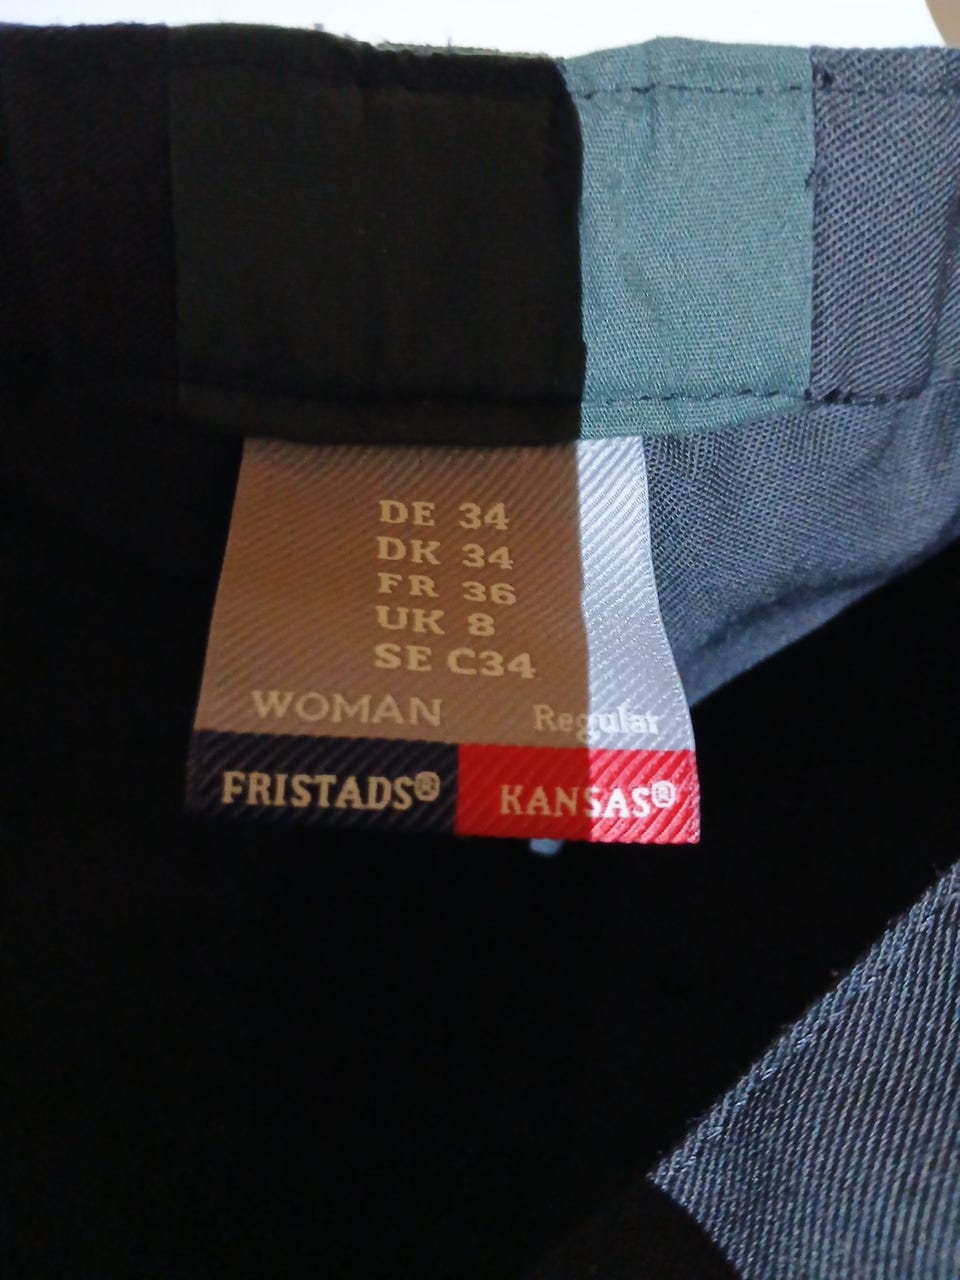 DE 34
DK 34
FR 36
UK 8
SE C34
WOMAN Regular
FRISTADS® KANSAS®